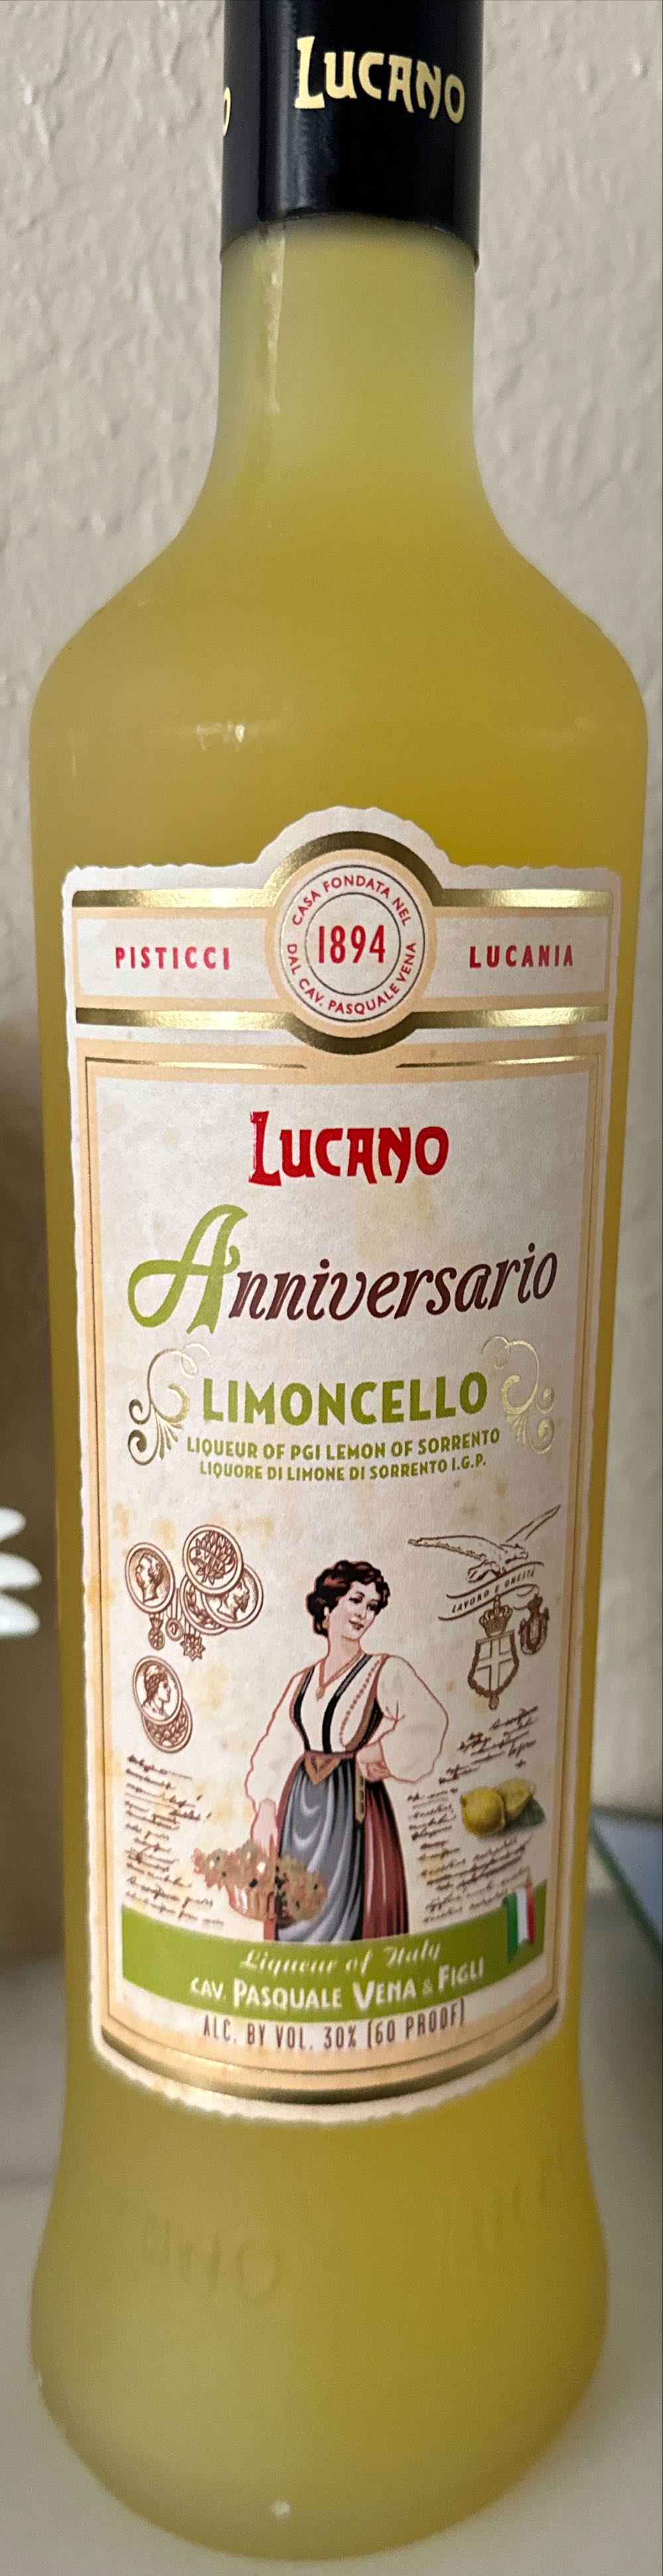 LUCANO
PISTICCI
CASA FONDATA NEL
1894
DAL CAV. PASQUALE VENA
LUCANIA
LUCANO
Anniversario
LIMONCELLO
LIQUEUR OF PGI LEMON OF SORRENTO
LIQUORE DI LIMONE DI SORRENTO I.G.P.
LAVORO E ONESTÀ
Liqueur of Italy
CAV. PASQUALE VENA & FIGLI
ALC. BY VOL. 30% (60 PROOF)